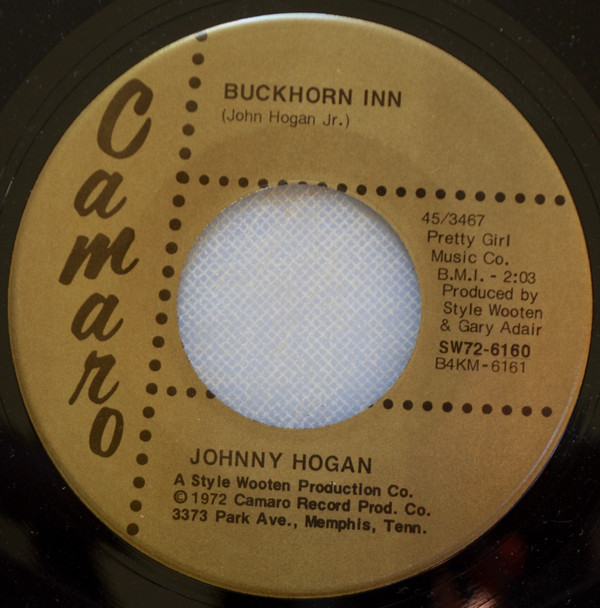 Camaro
BUCKHORN INN
(John Hogan Jr.)
45/3467
Pretty Girl
Music Co.
B.M.I. - 2:03
Produced by
Style Wooten
& Gary Adair
SW72-6160
B4KM-6161
JOHNNY HOGAN
A Style Wooten Production Co.
© 1972 Camaro Record Prod. Co.
3373 Park Ave., Memphis, Tenn.